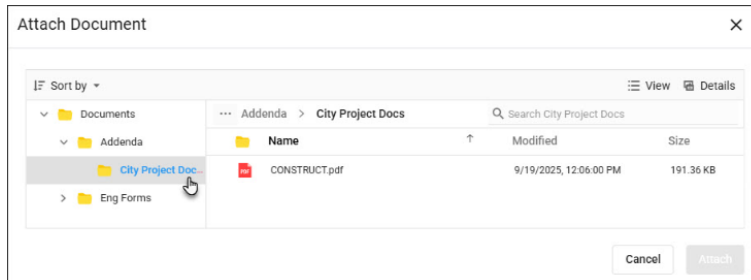 Attach Document
Sort by
View Details
Documents
Addenda
City Project Doc...
Eng Forms
··· Addenda > City Project Docs
Search City Project Docs
Name Modified Size
PDF CONSTRUCT.pdf 9/19/2025, 12:06:00 PM 191.36 KB
Cancel Attach